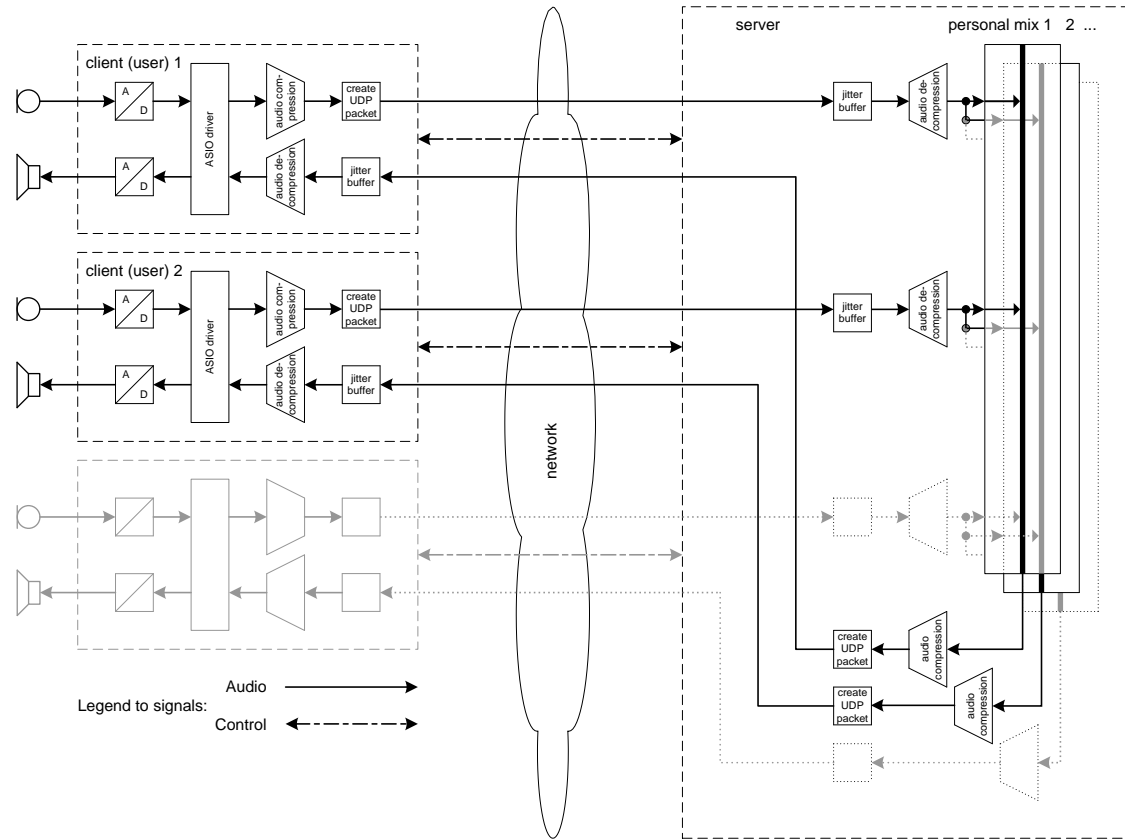 server
personal mix 1 2 ...
client (user) 1
A
D
ASIO driver
audio com-
pression
create
UDP
packet
jitter
buffer
audio de-
compression
A
D
audio de-
compression
jitter
buffer
client (user) 2
A
D
ASIO driver
audio com-
pression
create
UDP
packet
jitter
buffer
audio de-
compression
A
D
audio de-
compression
jitter
buffer
network
create
UDP
packet
audio
compression
create
UDP
packet
audio
compression
Legend to signals:
Audio
Control